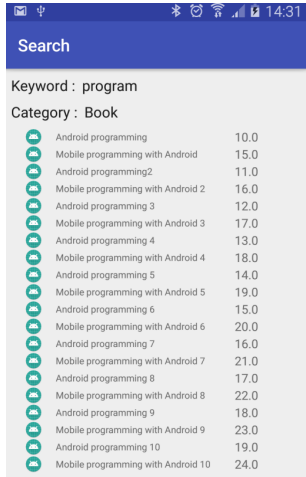 14:31
Search
Keyword : program
Category : Book
Android programming 10.0
Mobile programming with Android 15.0
Android programming2 11.0
Mobile programming with Android 2 16.0
Android programming 3 12.0
Mobile programming with Android 3 17.0
Android programming 4 13.0
Mobile programming with Android 4 18.0
Android programming 5 14.0
Mobile programming with Android 5 19.0
Android programming 6 15.0
Mobile programming with Android 6 20.0
Android programming 7 16.0
Mobile programming with Android 7 21.0
Android programming 8 17.0
Mobile programming with Android 8 22.0
Android programming 9 18.0
Mobile programming with Android 9 23.0
Android programming 10 19.0
Mobile programming with Android 10 24.0